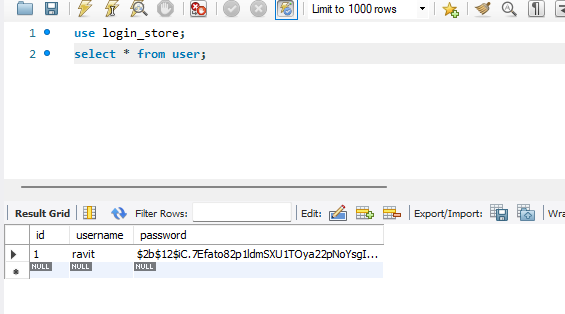 Limit to 1000 rows
1 use login_store;
2 select * from user;
Result Grid Filter Rows: Edit: Export/Import: Wra
id username password
1 ravit $2b$12$iC.7Efato82p1ldmSXU1TOya22pNoYsgI...
NULL NULL NULL